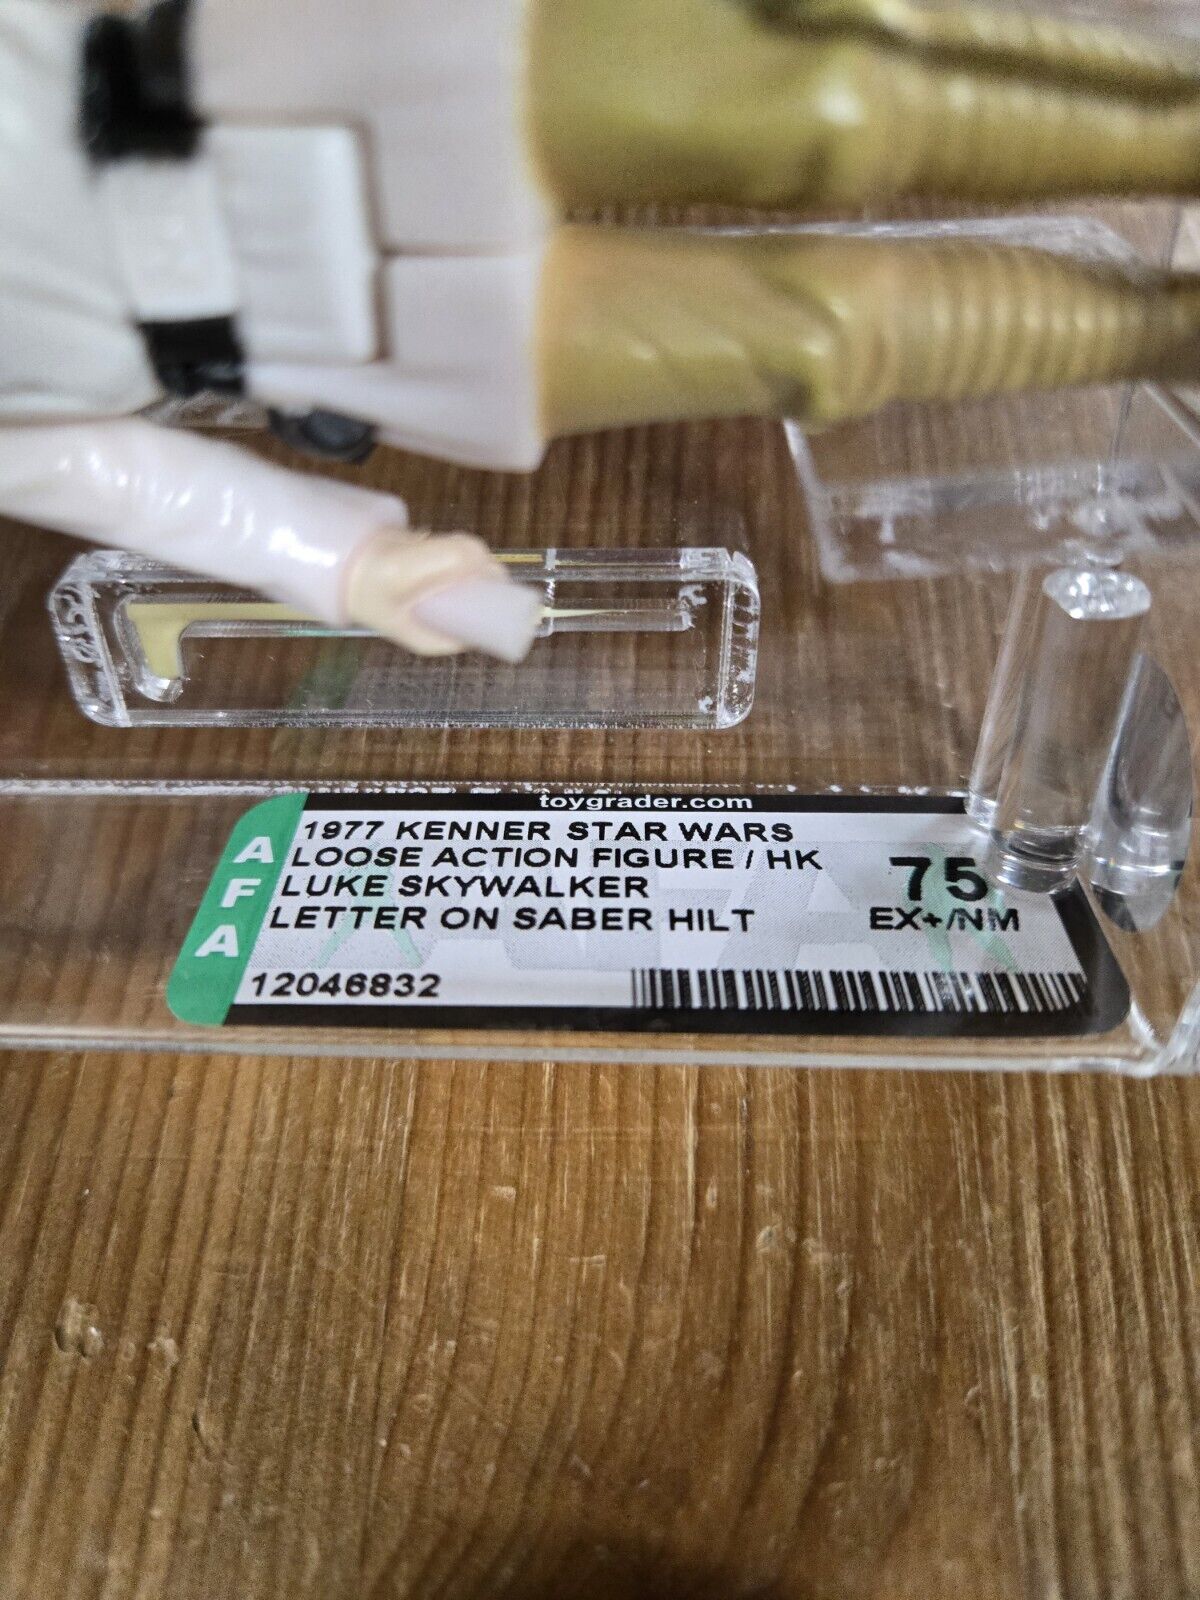 toygrader.com
AFA
1977 KENNER STAR WARS
LOOSE ACTION FIGURE / HK
LUKE SKYWALKER
LETTER ON SABER HILT
75
EX+/NM
12046832